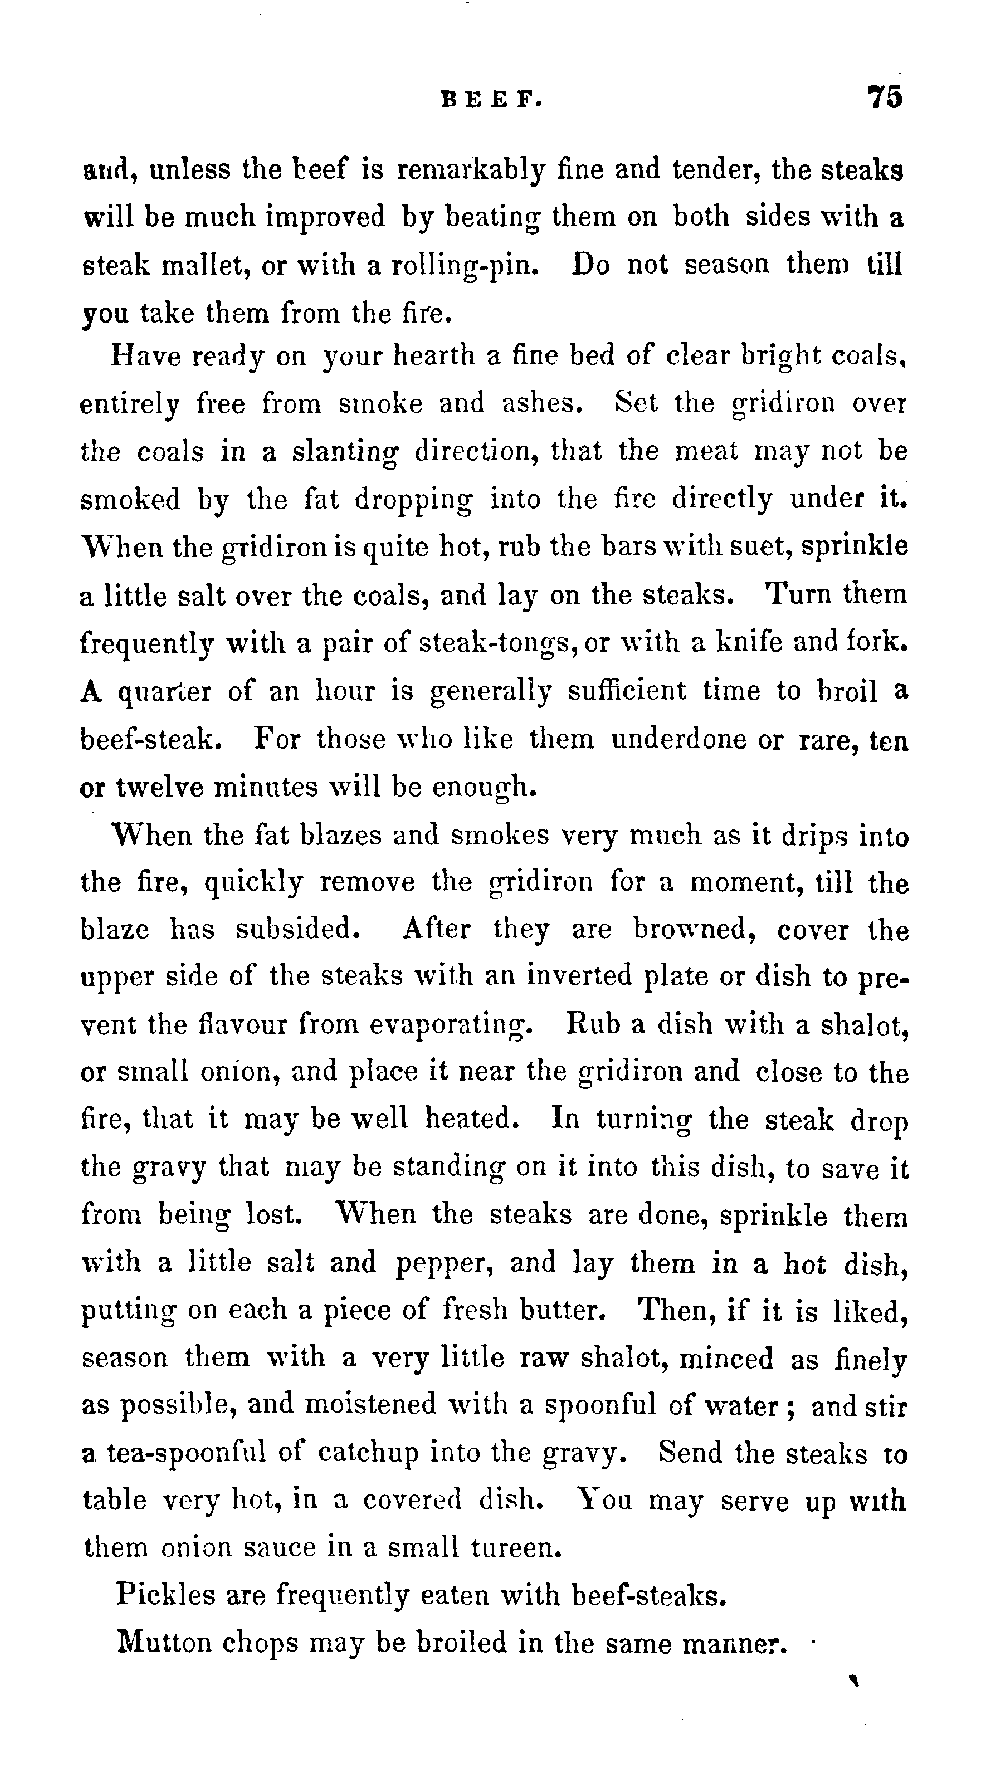 BEEF. 75
and, unless the beef is remarkably fine and tender, the steaks
will be much improved by beating them on both sides with a
steak mallet, or with a rolling-pin. Do not season them till
you take them from the fire.
Have ready on your hearth a fine bed of clear bright coals,
entirely free from smoke and ashes. Set the gridiron over
the coals in a slanting direction, that the meat may not be
smoked by the fat dropping into the fire directly under it.
When the gridiron is quite hot, rub the bars with suet, sprinkle
a little salt over the coals, and lay on the steaks. Turn them
frequently with a pair of steak-tongs, or with a knife and fork.
A quarter of an hour is generally sufficient time to broil a
beef-steak. For those who like them underdone or rare, ten
or twelve minutes will be enough.
When the fat blazes and smokes very much as it drips into
the fire, quickly remove the gridiron for a moment, till the
blaze has subsided. After they are browned, cover the
upper side of the steaks with an inverted plate or dish to pre-
vent the flavour from evaporating. Rub a dish with a shalot,
or small onion, and place it near the gridiron and close to the
fire, that it may be well heated. In turning the steak drop
the gravy that may be standing on it into this dish, to save it
from being lost. When the steaks are done, sprinkle them
with a little salt and pepper, and lay them in a hot dish,
putting on each a piece of fresh butter. Then, if it is liked,
season them with a very little raw shalot, minced as finely
as possible, and moistened with a spoonful of water; and stir
a tea-spoonful of catchup into the gravy. Send the steaks to
table very hot, in a covered dish. You may serve up with
them onion sauce in a small tureen.
Pickles are frequently eaten with beef-steaks.
Mutton chops may be broiled in the same manner.